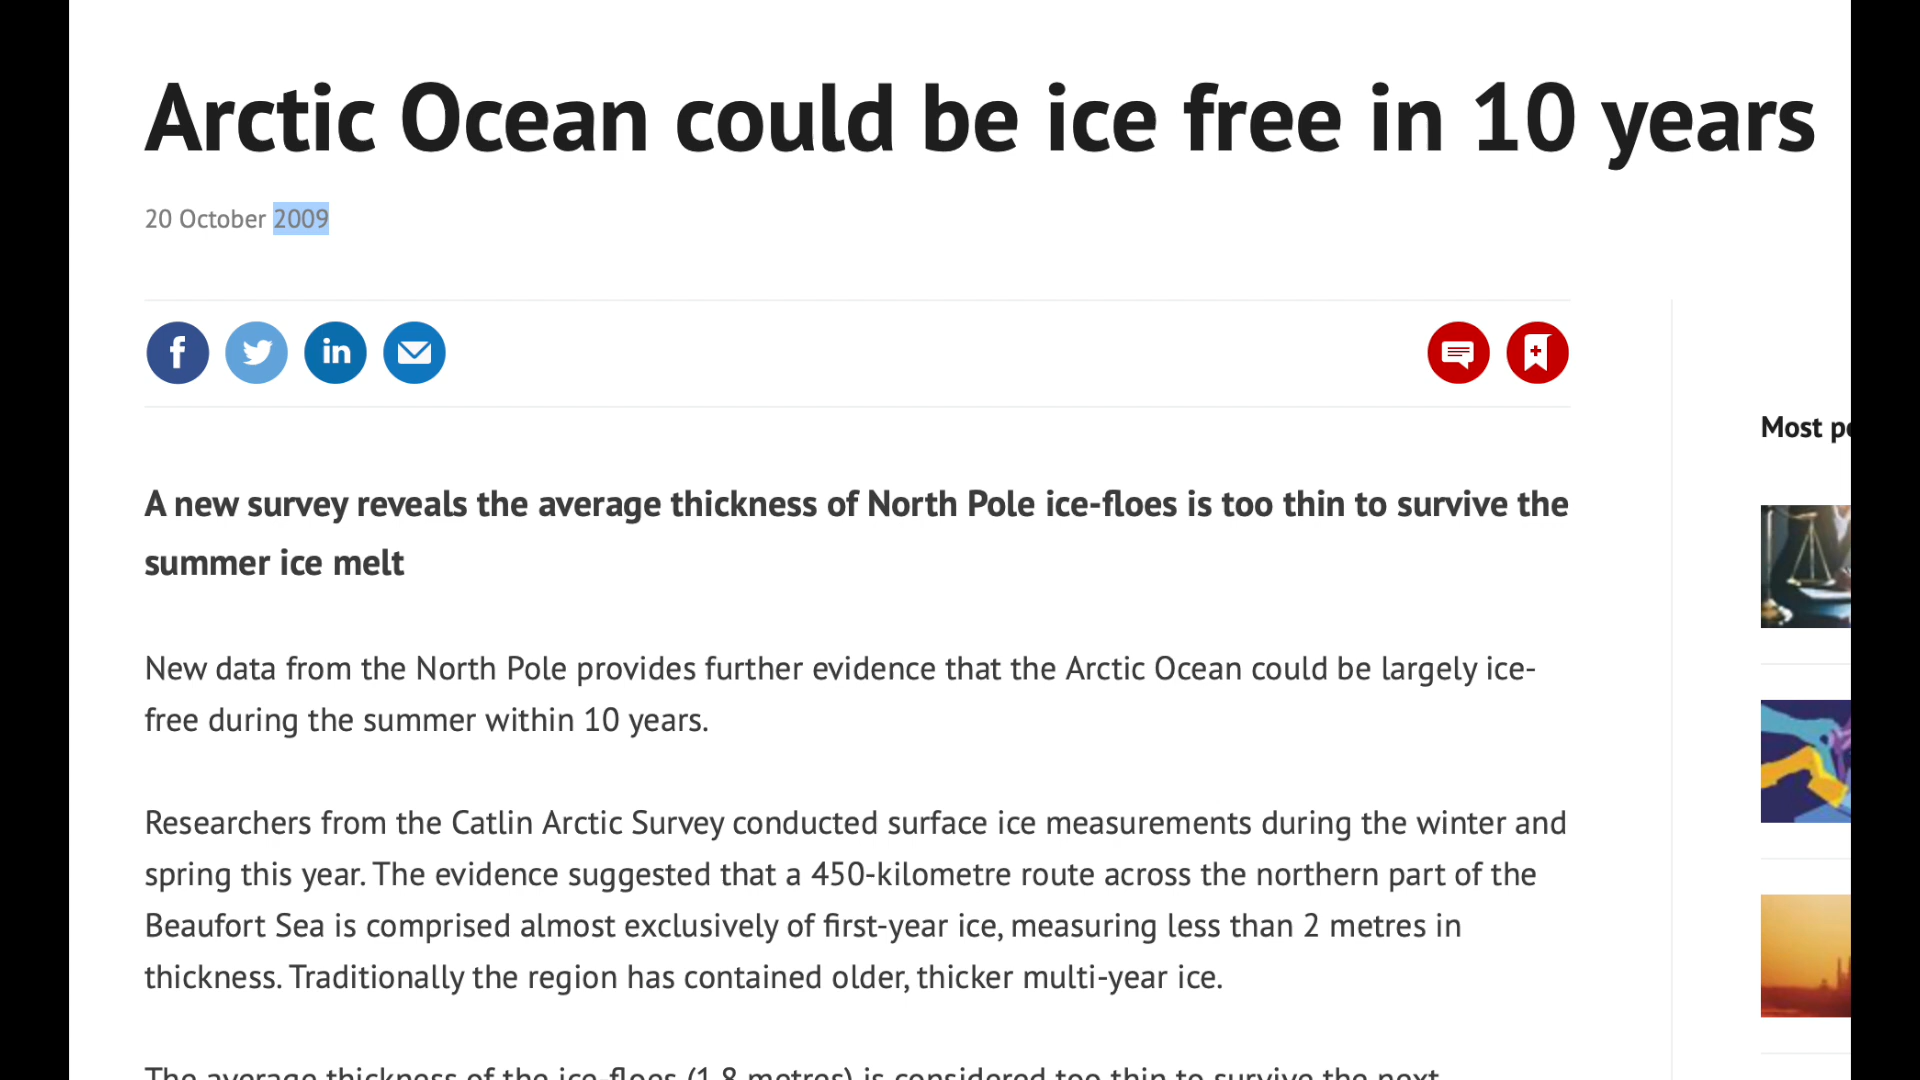 Arctic Ocean could be ice free in 10 years
20 October 2009
f
in
Most
A new survey reveals the average thickness of North Pole ice-floes is too thin to survive the
summer ice melt
New data from the North Pole provides further evidence that the Arctic Ocean could be largely ice-
free during the summer within 10 years.
Researchers from the Catlin Arctic Survey conducted surface ice measurements during the winter and
spring this year. The evidence suggested that a 450-kilometre route across the northern part of the
Beaufort Sea is comprised almost exclusively of first-year ice, measuring less than 2 metres in
thickness. Traditionally the region has contained older, thicker multi-year ice.
The average thickness of the ice-floes (1.8 metres) is considered too thin to survive the next